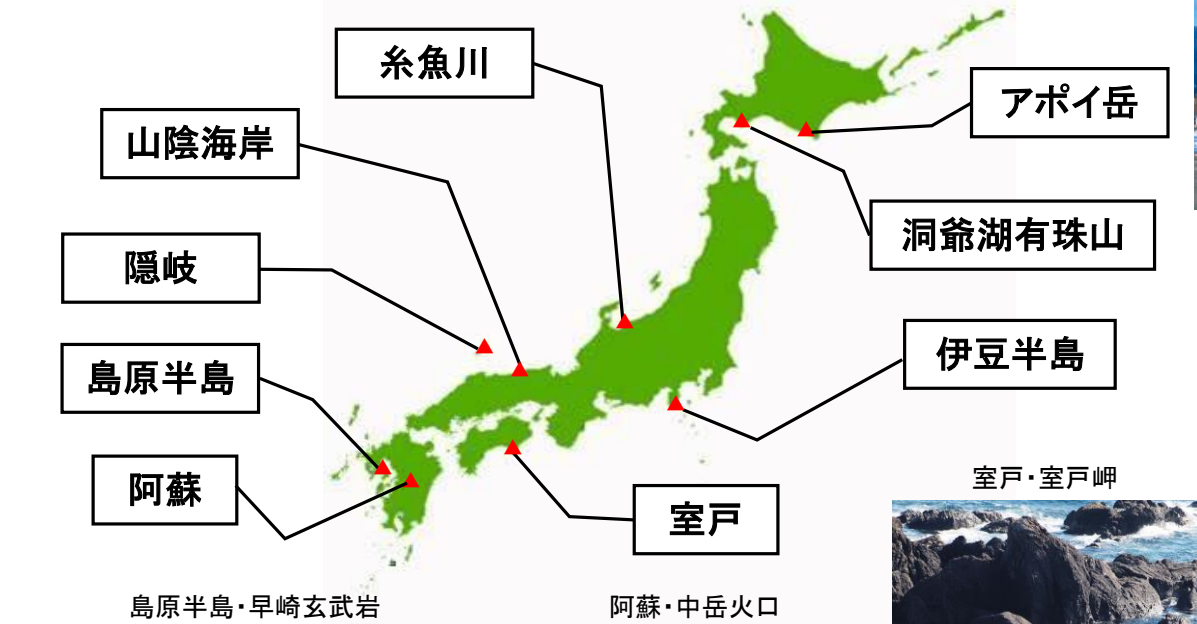 糸魚川
アポイ岳
山陰海岸
洞爺湖有珠山
隠岐
伊豆半島
島原半島
阿蘇
室戸
室戸・室戸岬
島原半島・早崎玄武岩
阿蘇・中岳火口